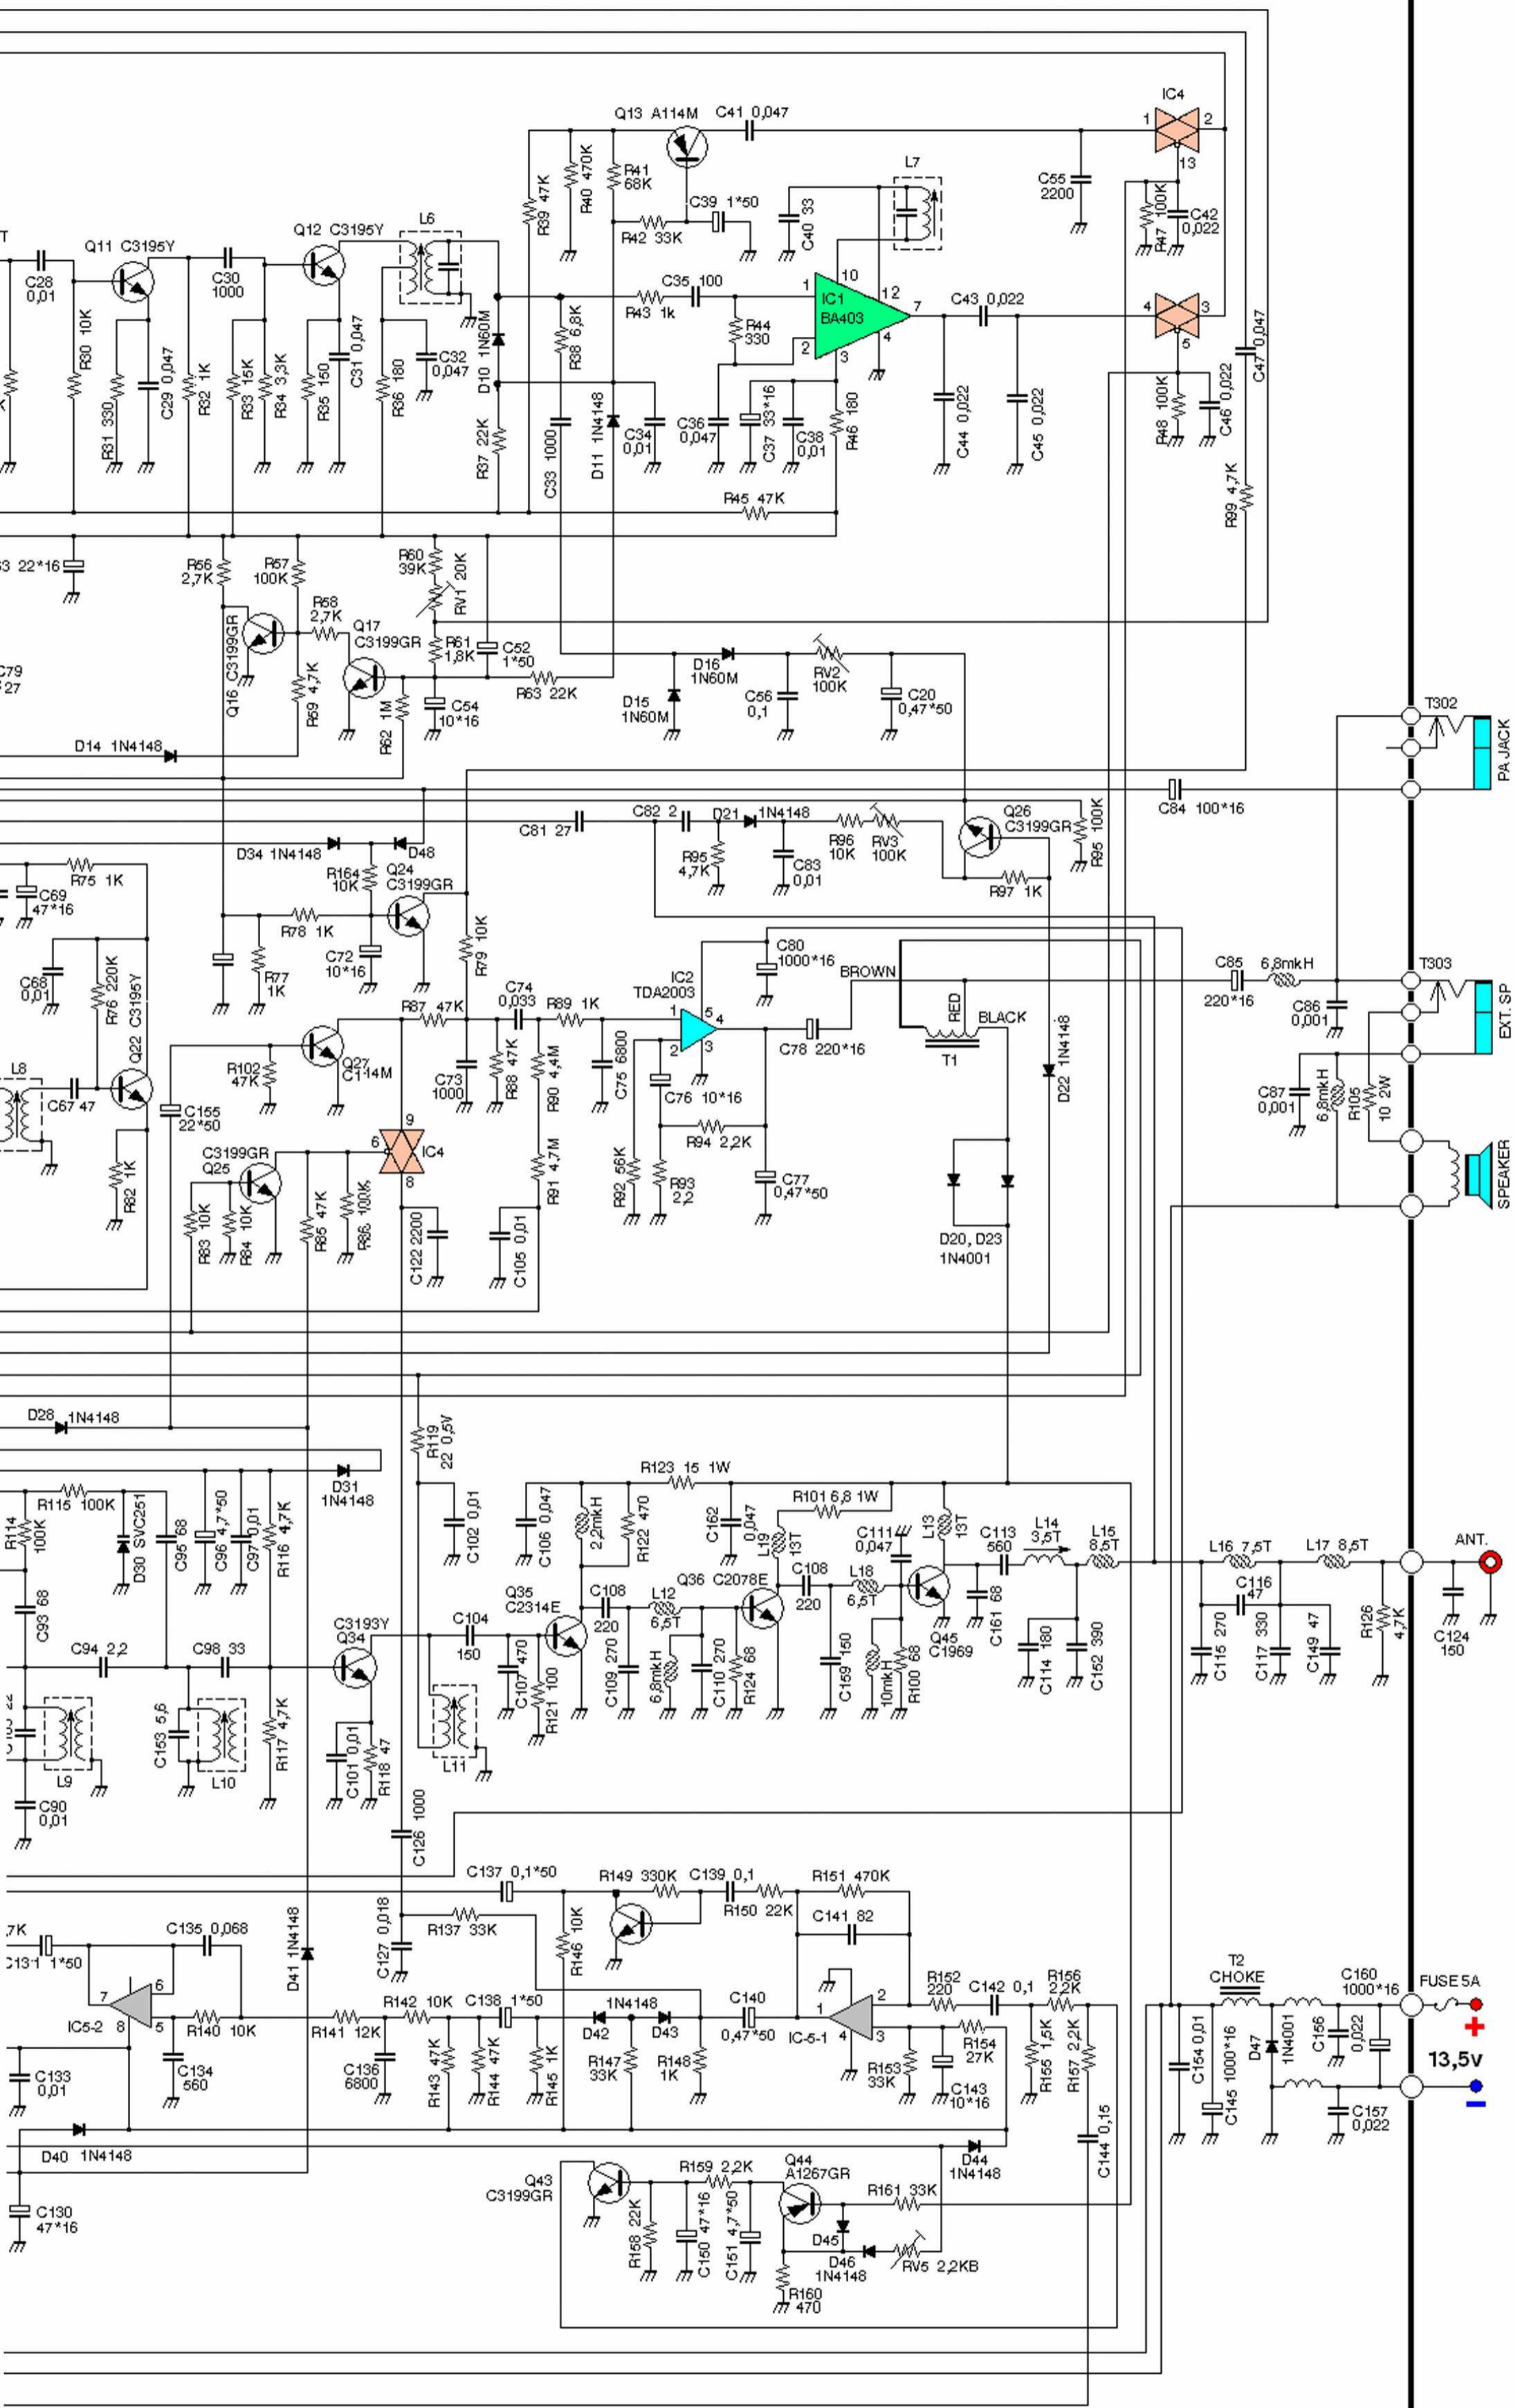 IC4
Q13 A114M
C41 0,047
1
2
13
L7
R39 47K
R40 470K
R41
68K
C39 1*50
R42 33K
C40 33
C55
2200
R47 100K
C42
0,022
T
Q11 C3195Y
Q12 C3195Y
L6
C28
0,01
C30
1000
C35 100
R43 1k
1
10
12
IC1
BA403
7
2
3
4
C43 0,022
4
3
5
R30 10K
R31 330
C29 0,047
R32 1K
R33 15K
R34 3,3K
R35 150
C31 0,047
R36 180
C32
0,047
D10 1N60M
R37 22K
R38 6,8K
C33 1000
D11 1N4148
C34
0,01
R44
330
C36
0,047
C37 33*16
C38
0,01
R46 180
C44 0,022
C45 0,022
R48 100K
C46 0,022
C47 0,047
K
R45 47K
R99 4,7K
3 22*16
R56
2,7K
R57
100K
R60
39K
RV1 20K
R58
2,7K
Q17
C3199GR
R61
1,8K
C52
1*50
Q16 C3199GR
R59 4,7K
R62 1M
C54
10*16
R63 22K
C79
27
D16
1N60M
RV2
100K
D15
1N60M
C56
0,1
C20
0,47*50
D14 1N4148
T302
PA JACK
C84 100*16
C81 27
C82 2
D21 1N4148
R96
10K
RV3
100K
Q26
C3199GR
R95 100K
D34 1N4148
D48
R95
4,7K
C83
0,01
R97 1K
R75 1K
R164
10K
Q24
C3199GR
C69
47*16
R78 1K
C72
10*16
R77
1K
R79 10K
C68
0,01
R76 220K
Q22 C3195Y
IC2
TDA2003
C80
1000*16
BROWN
RED
BLACK
C85
220*16
6,8mkH
T303
EXT. SP
R87 47K
C74
0,033
R89 1K
1
5
4
2
3
C78 220*16
T1
C86
0,001
L8
C67 47
R102
47K
Q27
C114M
C73
1000
R88 47K
R90 4,4M
C75 6800
C76 10*16
D22 1N4148
C87
0,001
6,8mkH
R105
10 2W
C155
22*50
9
6
IC4
8
R94 2,2K
C3199GR
Q25
R82 1K
R83 10K
R84 10K
R85 47K
R86 100K
C122 2200
R91 4,7M
C105 0,01
R92 56K
R93
2,2
C77
0,47*50
D20, D23
1N4001
SPEAKER
D28 1N4148
R119
22 0,5V
D31
1N4148
R123 15 1W
R115 100K
R114
100K
D30 SVC251
C95 68
C96 4,7*50
C97 0,01
R116 4,7K
C102 0,01
C106 0,047
2,2mkH
R122 470
C162
0,047
R101 6,8 1W
L19
13T
C111
0,047
L13
13T
C113
560
L14
3,5T
L15
8,5T
L16 7,5T
L17 8,5T
ANT.
C116
47
C93 68
Q35
C2314E
C108
220
L12
6,5T
Q36 C2078E
C108
220
L18
6,5T
C3193Y
Q34
C104
150
C94 2,2
C98 33
C107 470
R121 100
C109 270
6,8mkH
C110 270
R124 68
C159 150
10mkH
R100 68
Q45
C1969
C161 68
C114 180
C152 390
C115 270
C117 330
C149 47
R126
4,7K
C124
150
L9
C153 5,6
L10
R117 4,7K
C101 0,01
R118 47
L11
C90
0,01
C126 1000
C137 0,1*50
R149 330K
C139 0,1
R150 22K
R151 470K
C141 82
,7K
C131 1*50
C135 0,068
D41 1N4148
C127 0,018
R137 33K
R146 10K
7
6
IC5-2
8
5
R140 10K
R141 12K
R142 10K
C138 1*50
1N4148
D42
D43
C140
0,47*50
1
2
IC-5-1
4
3
R152
220
C142 0,1
R156
2,2K
T2
CHOKE
C160
1000*16
FUSE 5A
+
13,5v
C133
0,01
C134
560
C136
6800
R143 47K
R144 47K
R145 1K
R147
33K
R148
1K
R153
33K
R154
27K
C143
10*16
R155 1,5K
R157 2,2K
C154 0,01
C145 1000*16
D47
1N4001
C156
0,022
C157
0,022
D40 1N4148
D44
1N4148
C144 0,15
Q43
C3199GR
R159 2,2K
Q44
A1267GR
R161 33K
C130
47*16
R158 22K
C150 47*16
C151 4,7*50
D45
D46
1N4148
RV5 2,2KB
R160
470